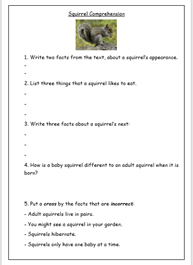 Squirrel Comprehension
1. Write two facts from the text, about a squirrel's appearance.
-
-
2. List three things that a squirrel likes to eat.
-
-
-
3. Write three facts about a squirrel's nest:
-
-
-
4. How is a baby squirrel different to an adult squirrel when it is
born?
5. Put a cross by the facts that are incorrect:
- Adult squirrels live in pairs.
- You might see a squirrel in your garden.
- Squirrels hibernate.
- Squirrels only have one baby at a time.